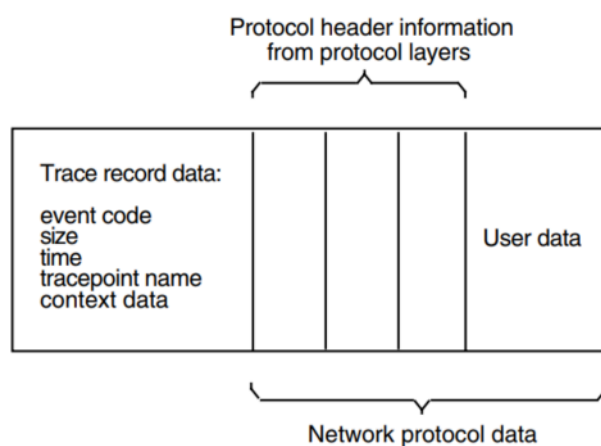 Protocol header information
from protocol layers
Trace record data:
event code
size
time
tracepoint name
context data
User data
Network protocol data